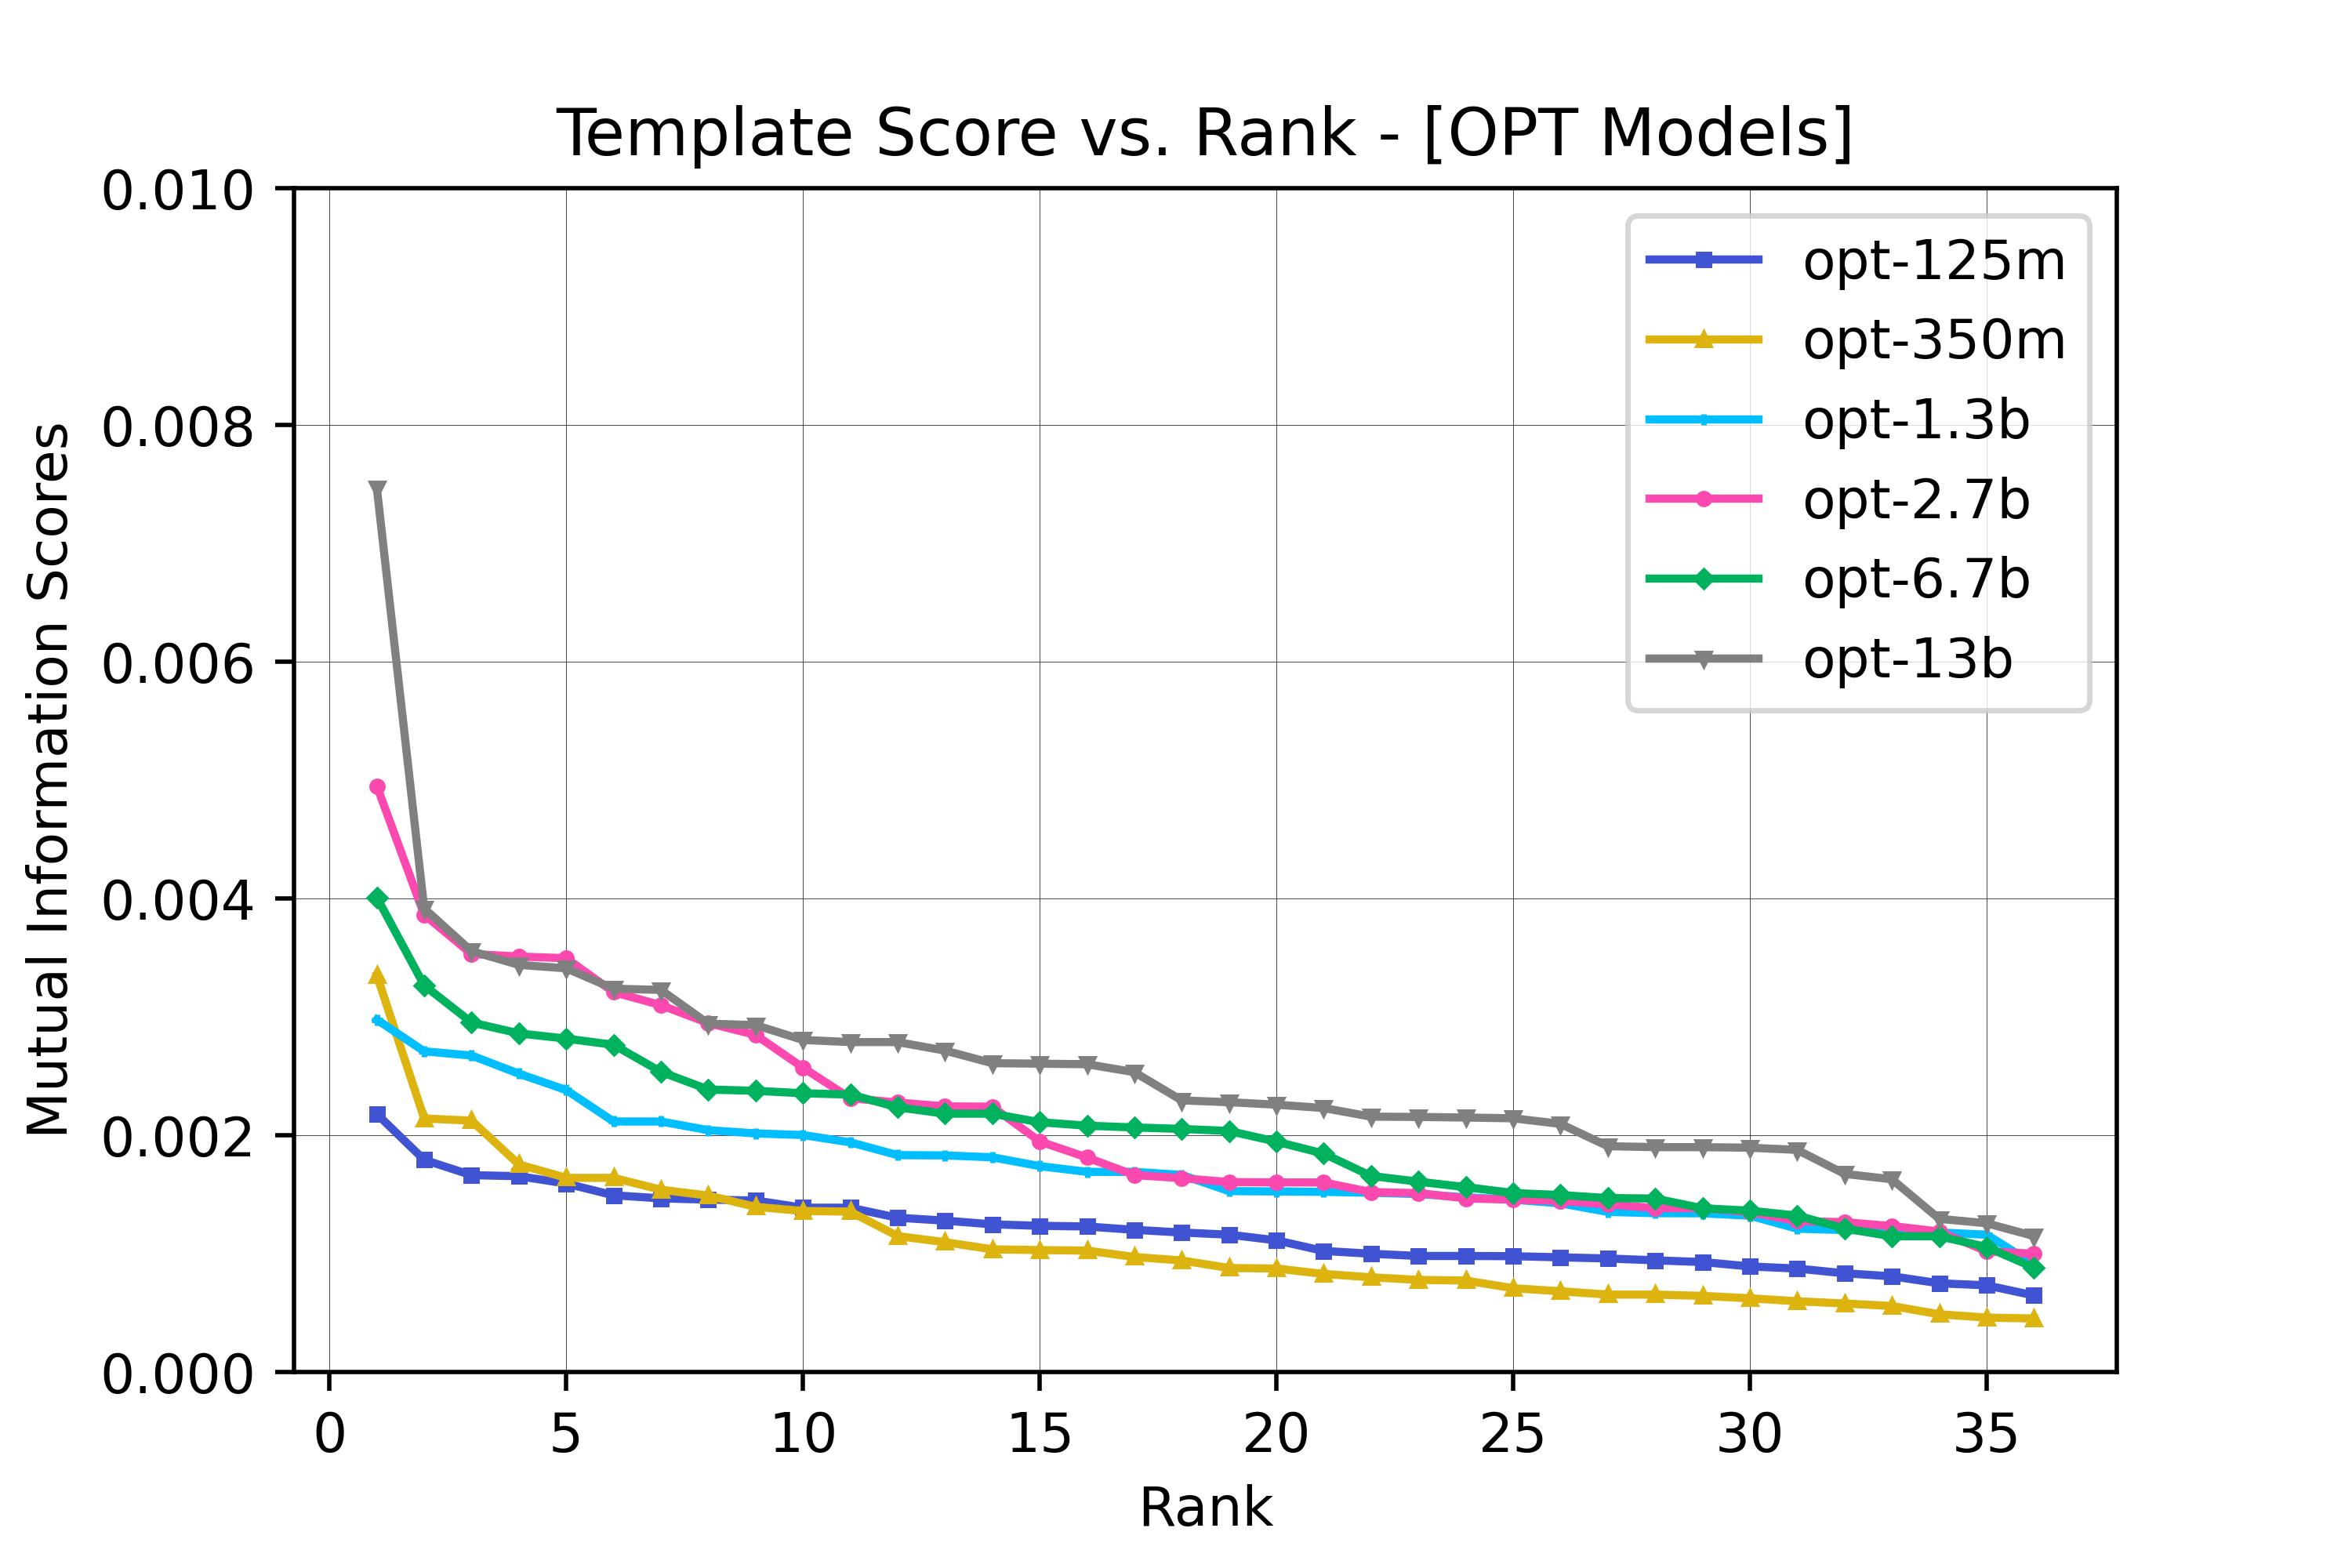 Template Score vs. Rank - [OPT Models]
Mutual Information Scores
0.010
0.008
0.006
0.004
0.002
0.000
opt-125m
opt-350m
opt-1.3b
opt-2.7b
opt-6.7b
opt-13b
0 5 10 15 20 25 30 35
Rank